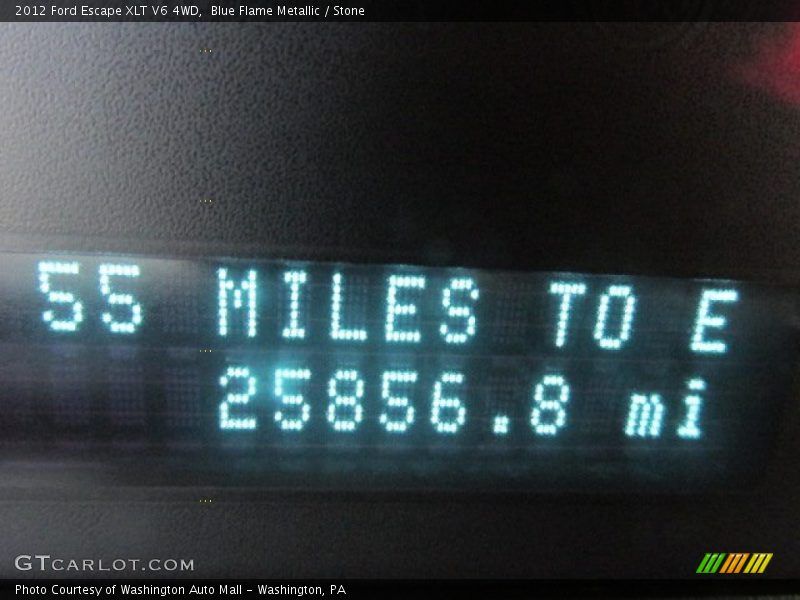 2012 Ford Escape XLT V6 4WD, Blue Flame Metallic / Stone
55 MILES TO E
25856.8 mi
GTCARLOT.COM
Photo Courtesy of Washington Auto Mall - Washington, PA